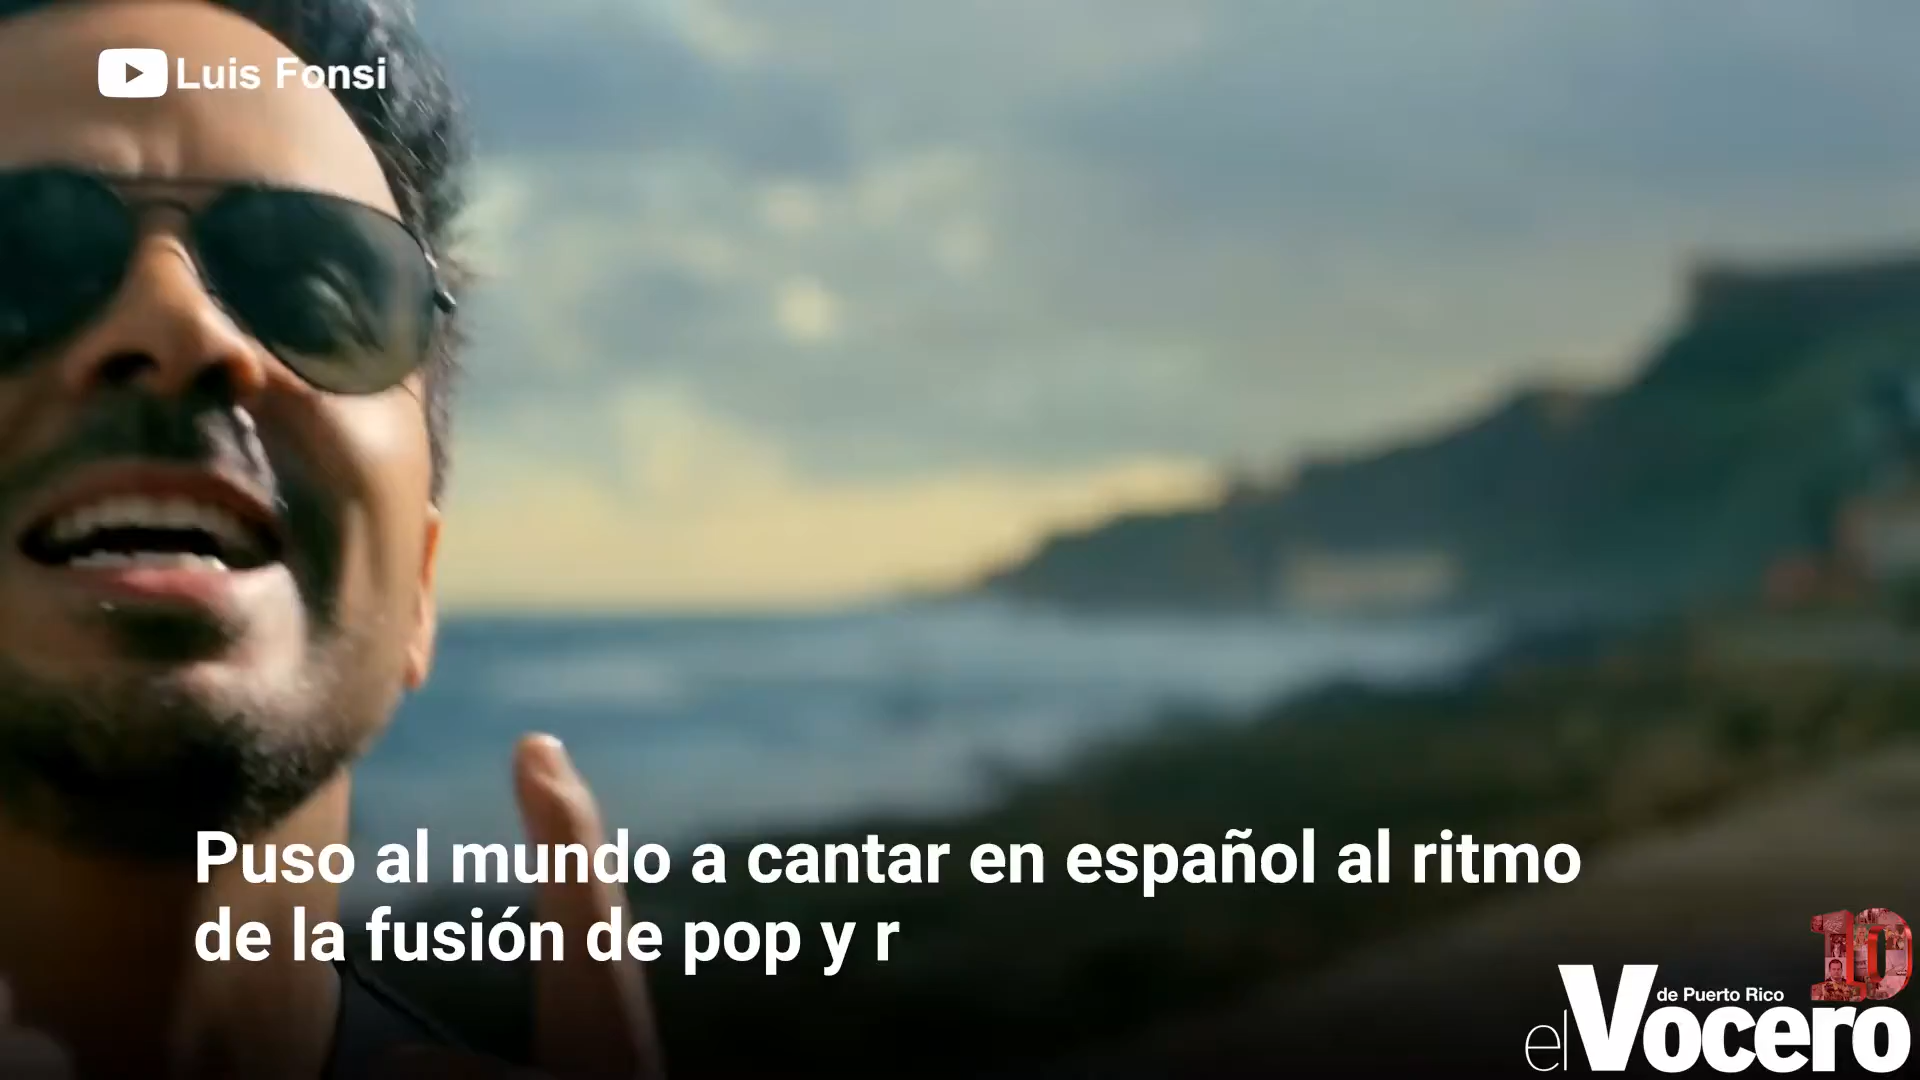 Luis Fonsi
Puso al mundo a cantar en español al ritmo
de la fusión de pop y r
10
de Puerto Rico
el Vocero